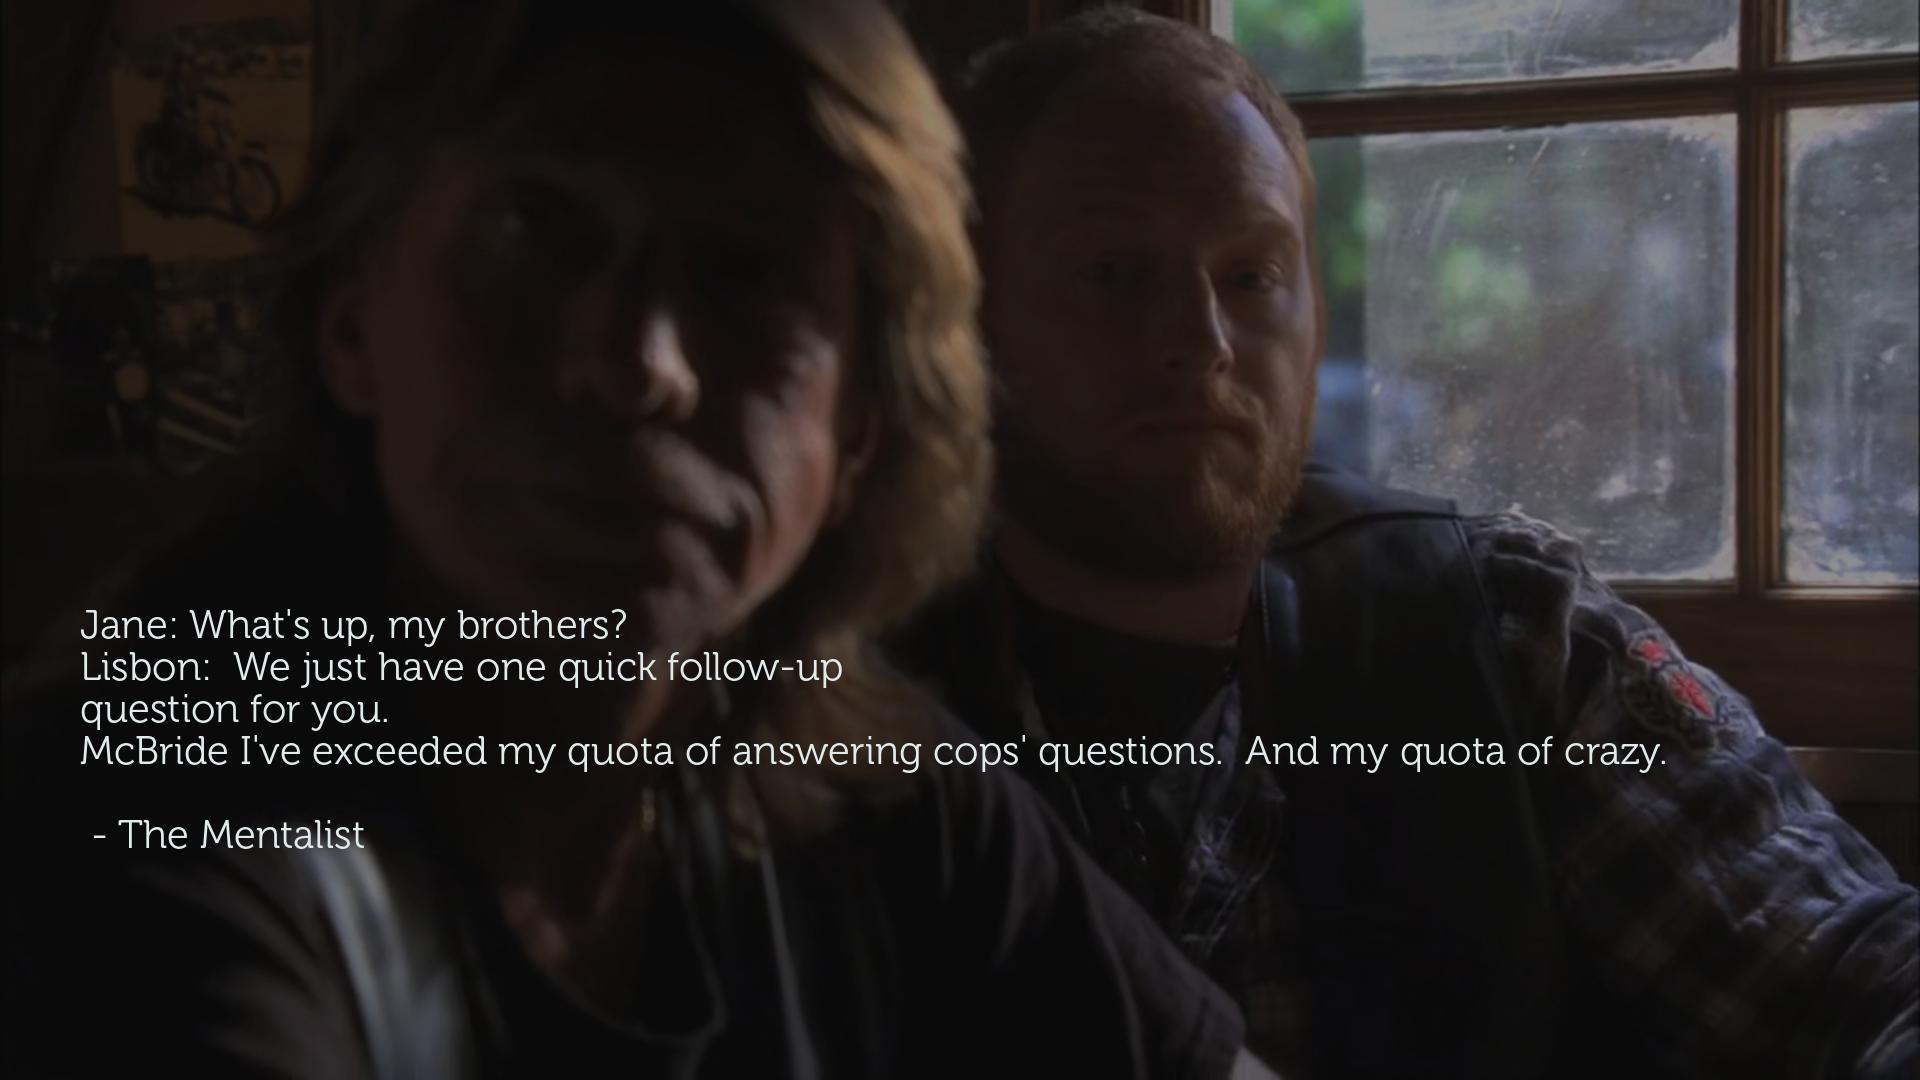 Jane: What's up, my brothers?
Lisbon:  We just have one quick follow-up
question for you.
McBride I've exceeded my quota of answering cops' questions.  And my quota of crazy.
- The Mentalist